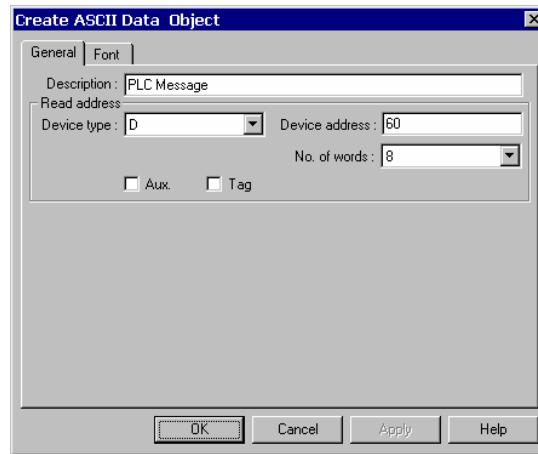 Create ASCII Data Object
General Font
Description : PLC Message
Read address
Device type : D Device address : 60
No. of words : 8
Aux. Tag
OK Cancel Apply Help